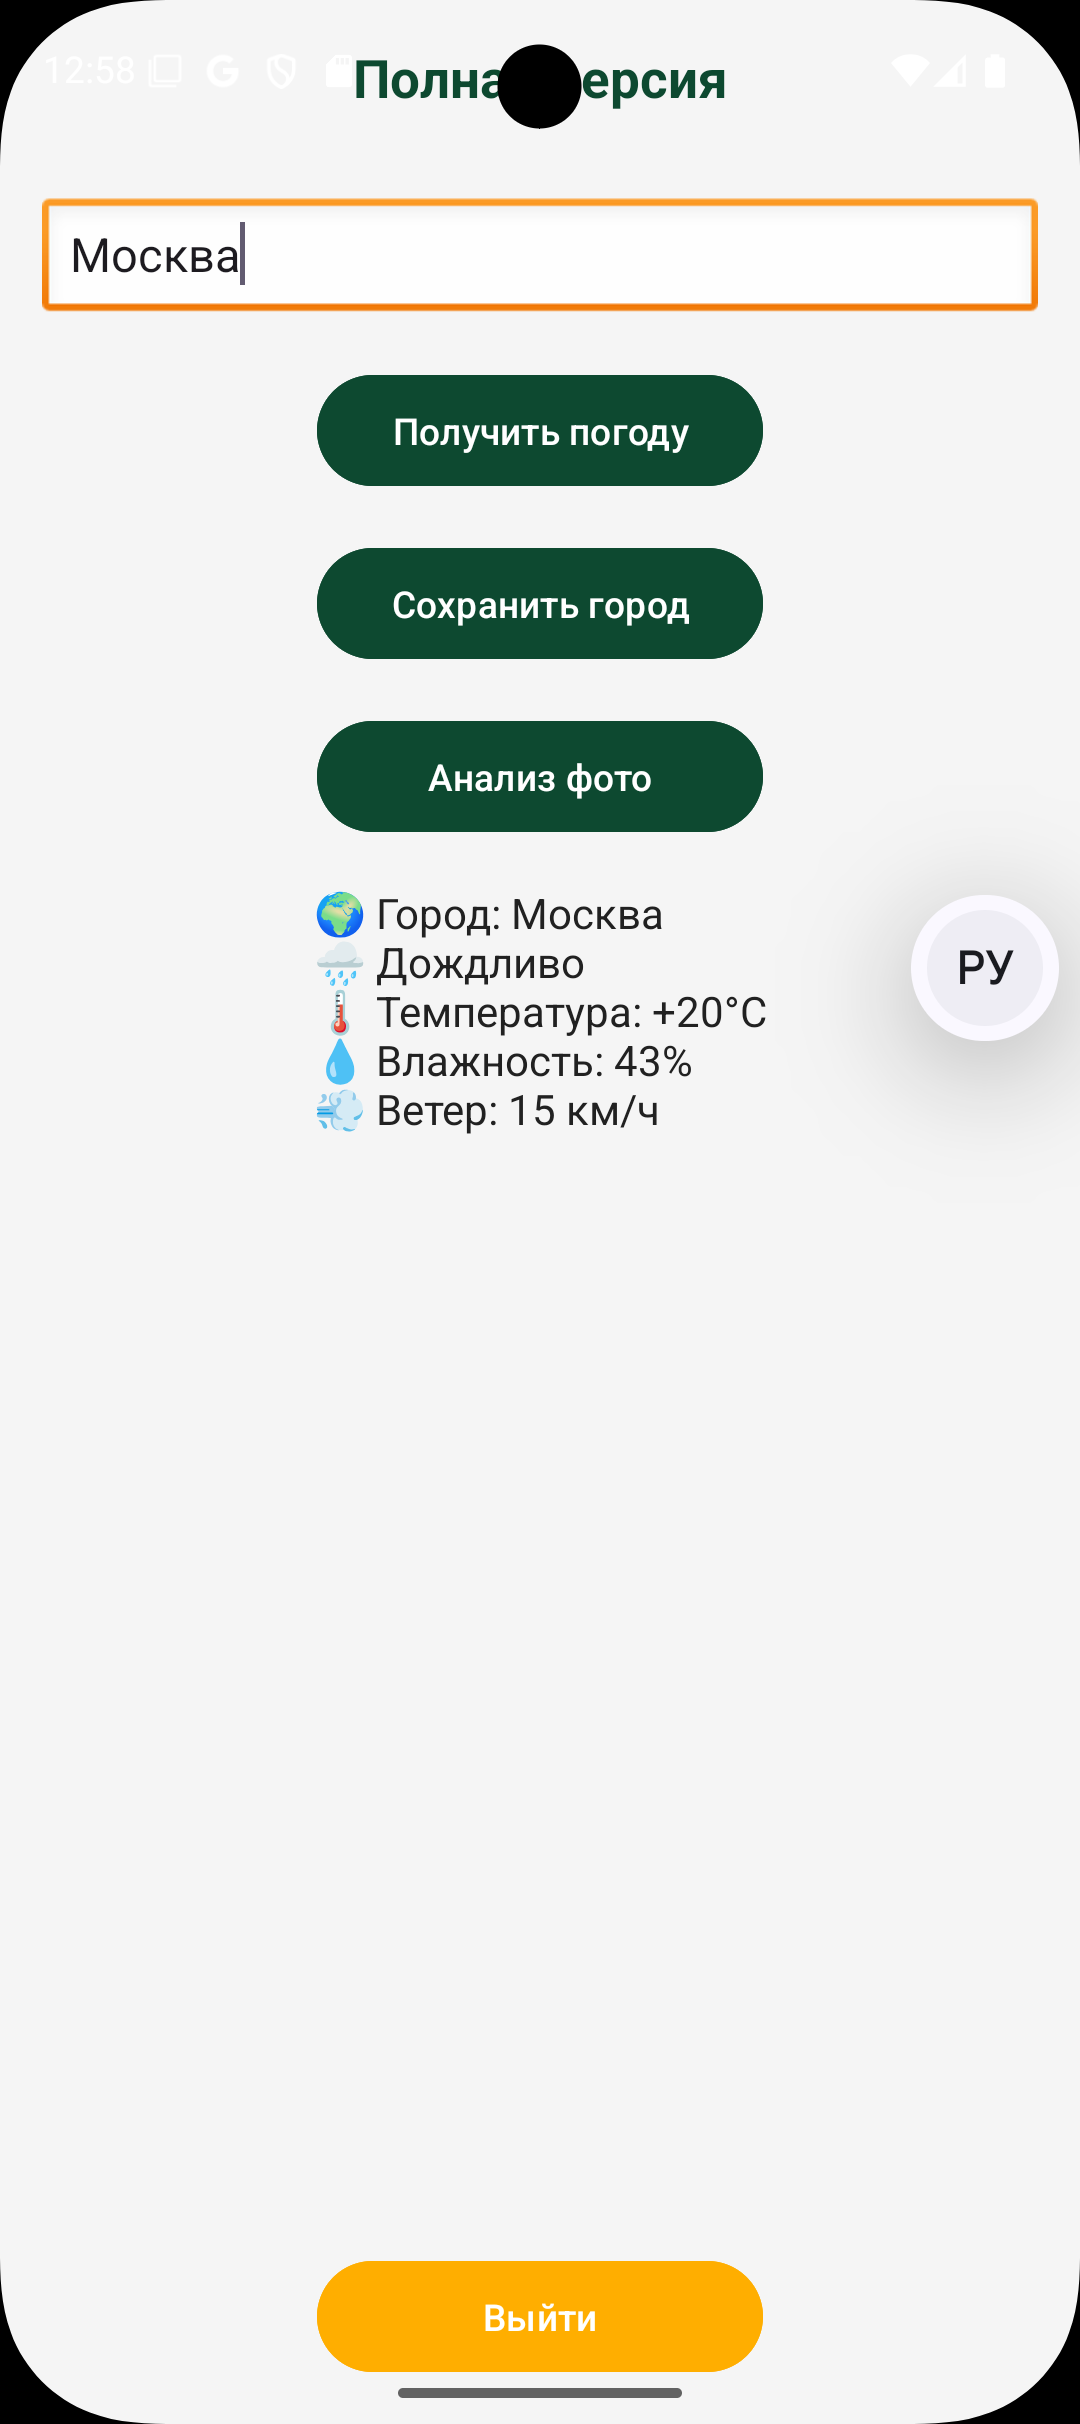 12:58
Полна ерсия
Москва
Получить погоду
Сохранить город
Анализ фото
🌍 Город: Москва
🌧️ Дождливо
🌡️ Температура: +20°C
💧 Влажность: 43%
💨 Ветер: 15 км/ч
РУ
Выйти